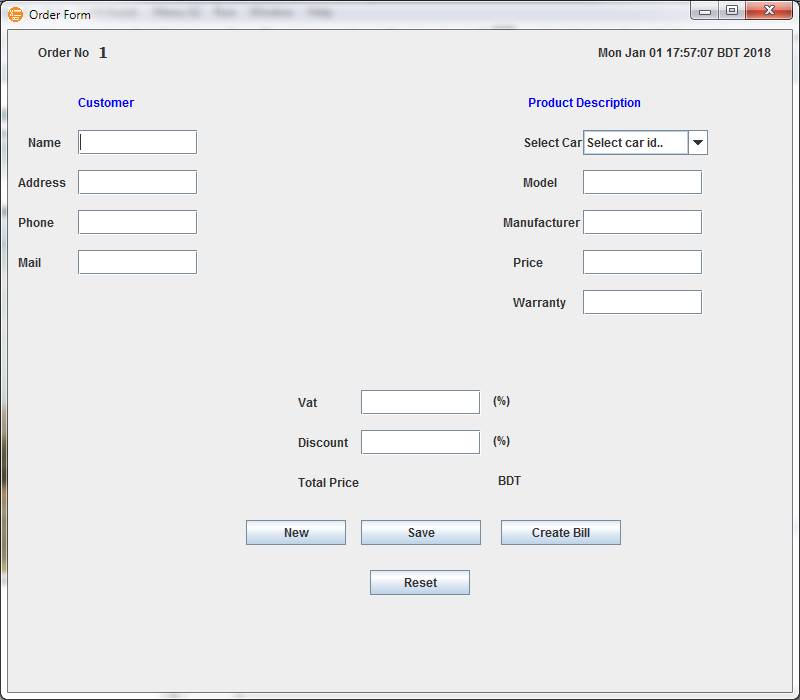 Order Form
Order No 1
Mon Jan 01 17:57:07 BDT 2018
Customer
Product Description
Name
Select Car Select car id..
Address
Model
Phone
Manufacturer
Mail
Price
Warranty
Vat (%)
Discount (%)
Total Price BDT
New Save Create Bill
Reset